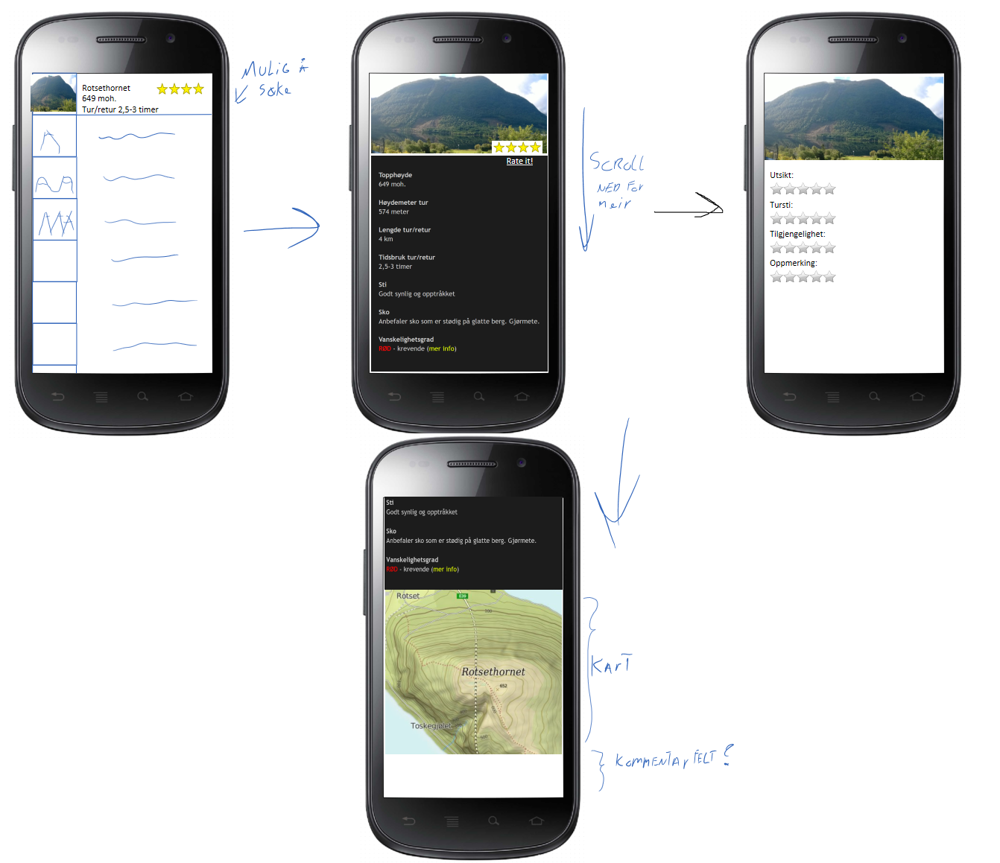 Rotsethornet
649 moh.
Tur/retur 2,5-3 timer
MULIG Å
Søke
Rate it!
Topphøyde
649 moh.
Høydemeter tur
574 meter
Lengde tur/retur
4 km
Tidsbruk tur/retur
2,5-3 timer
Sti
Godt synlig og opptråkket
Sko
Anbefaler sko som er stødig på glatte berg. Gjørmete.
Vanskelighetsgrad
RØD - krevende (mer info)
SCROLL
NED For
meir
Utsikt:
Tursti:
Tilgjengelighet:
Oppmerking:
Sti
Godt synlig og opptråkket
Sko
Anbefaler sko som er stødig på glatte berg. Gjørmete.
Vanskelighetsgrad
RØD - krevende (mer info)
Rotset
E39
300
Rotsethornet
652
600
Toskegjølet
500
KArT
KOMMENTAr FELT?